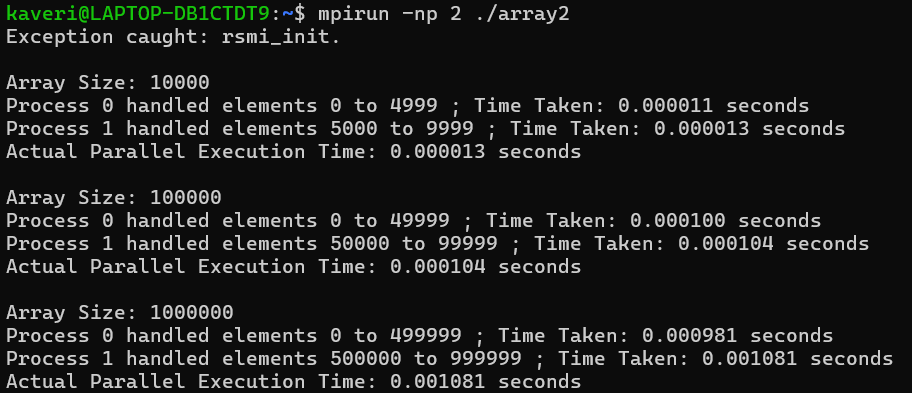 kaveri@LAPTOP-DB1CTDT9:~$ mpirun -np 2 ./array2
Exception caught: rsmi_init.
Array Size: 10000
Process 0 handled elements 0 to 4999 ; Time Taken: 0.000011 seconds
Process 1 handled elements 5000 to 9999 ; Time Taken: 0.000013 seconds
Actual Parallel Execution Time: 0.000013 seconds
Array Size: 100000
Process 0 handled elements 0 to 49999 ; Time Taken: 0.000100 seconds
Process 1 handled elements 50000 to 99999 ; Time Taken: 0.000104 seconds
Actual Parallel Execution Time: 0.000104 seconds
Array Size: 1000000
Process 0 handled elements 0 to 499999 ; Time Taken: 0.000981 seconds
Process 1 handled elements 500000 to 999999 ; Time Taken: 0.001081 seconds
Actual Parallel Execution Time: 0.001081 seconds